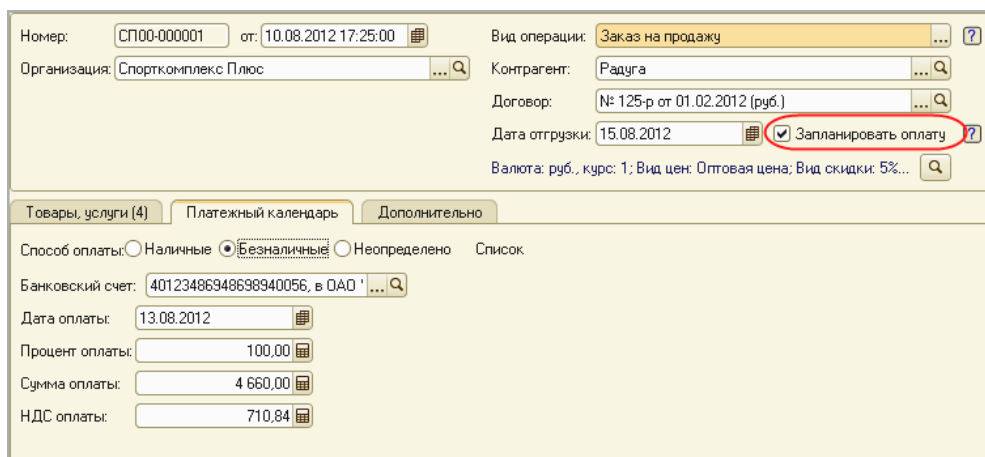 Номер: СП00-000001 от: 10.08.2012 17:25:00 Вид операции: Заказ на продажу ... ?
Организация: Спорткомплекс Плюс ... Контрагент: Радуга ...
Договор: № 125-р от 01.02.2012 (руб.) ...
Дата отгрузки: 15.08.2012 Запланировать оплату ?
Валюта: руб., курс: 1; Вид цен: Оптовая цена; Вид скидки: 5%...
Товары, услуги (4) Платежный календарь Дополнительно
Способ оплаты: Наличные Безналичные Неопределено Список
Банковский счет: 40123486948698940056, в ОАО ' ...
Дата оплаты: 13.08.2012
Процент оплаты: 100,00
Сумма оплаты: 4 660,00
НДС оплаты: 710,84